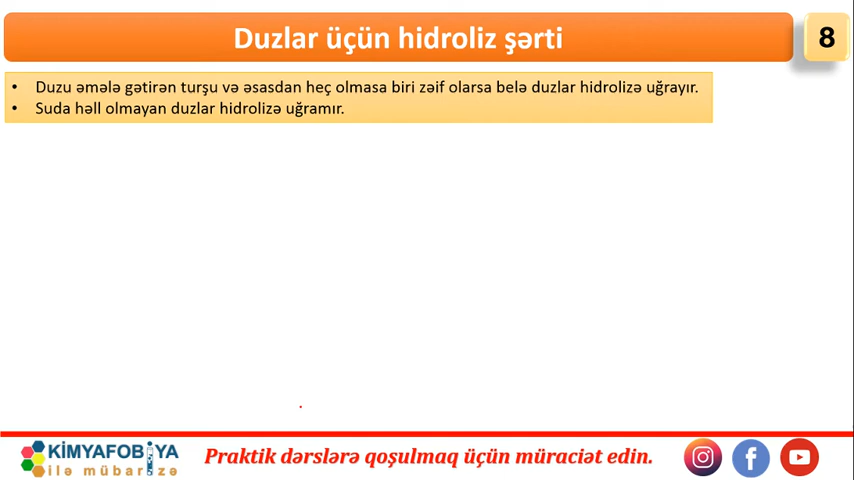 Duzlar üçün hidroliz şərti
8
• Duzu əmələ gətirən turşu və əsasdan heç olmasa biri zəif olarsa belə duzlar hidrolizə uğrayır.
• Suda həll olmayan duzlar hidrolizə uğramır.
KİMYAFOBİYA
ilə mübarizə
Praktik dərslərə qoşulmaq üçün müraciət edin.